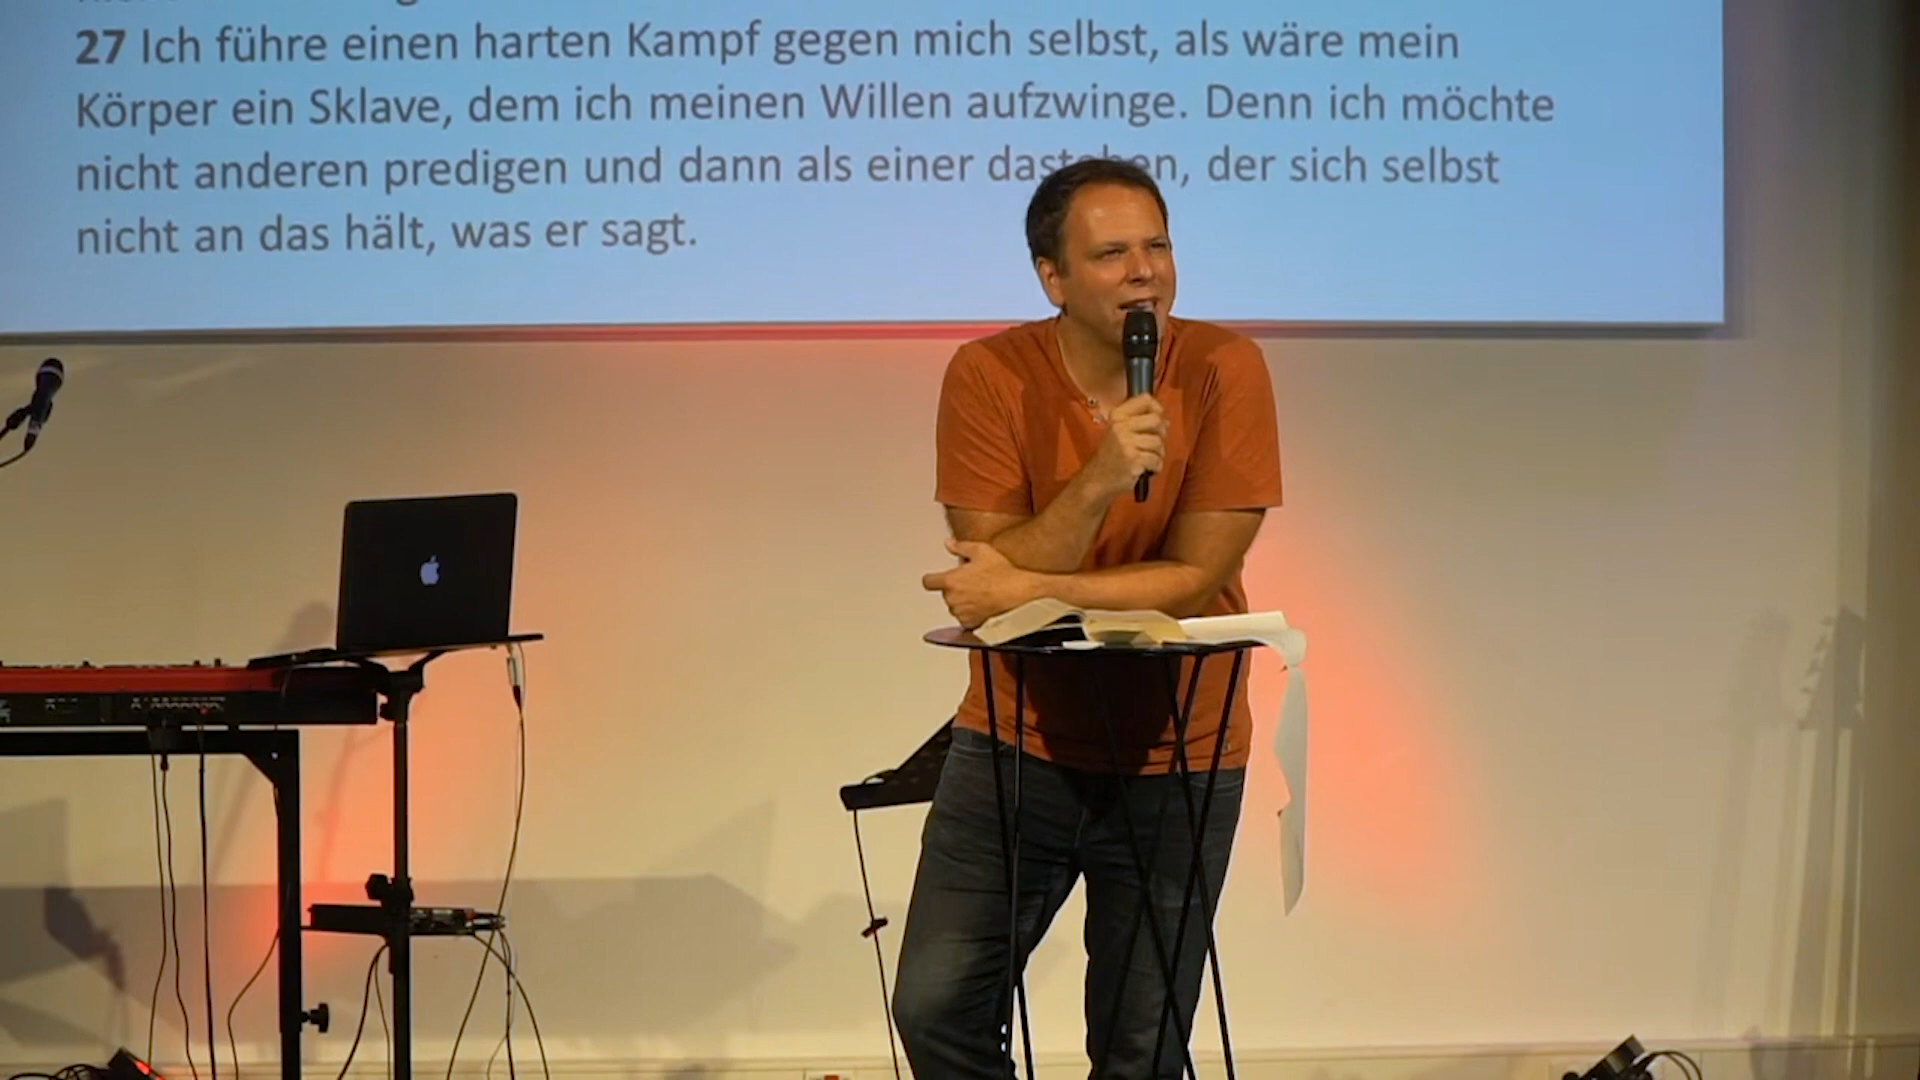 27 Ich führe einen harten Kampf gegen mich selbst, als wäre mein
Körper ein Sklave, dem ich meinen Willen aufzwinge. Denn ich möchte
nicht anderen predigen und dann als einer dastehen, der sich selbst
nicht an das hält, was er sagt.